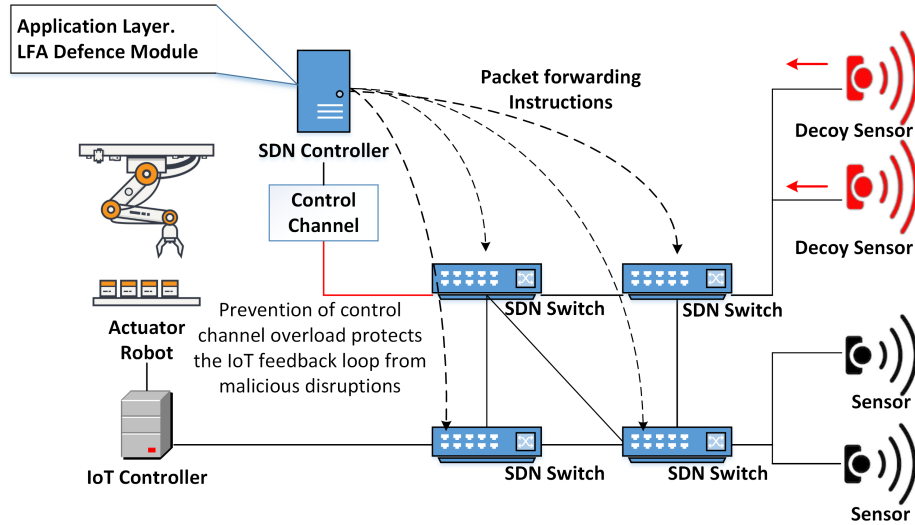 Application Layer.
LFA Defence Module
Packet forwarding
Instructions
Decoy Sensor
SDN Controller
Control
Channel
Decoy Sensor
SDN Switch
SDN Switch
Prevention of control
channel overload protects
the IoT feedback loop from
malicious disruptions
Actuator
Robot
Sensor
IoT Controller
SDN Switch
SDN Switch
Sensor